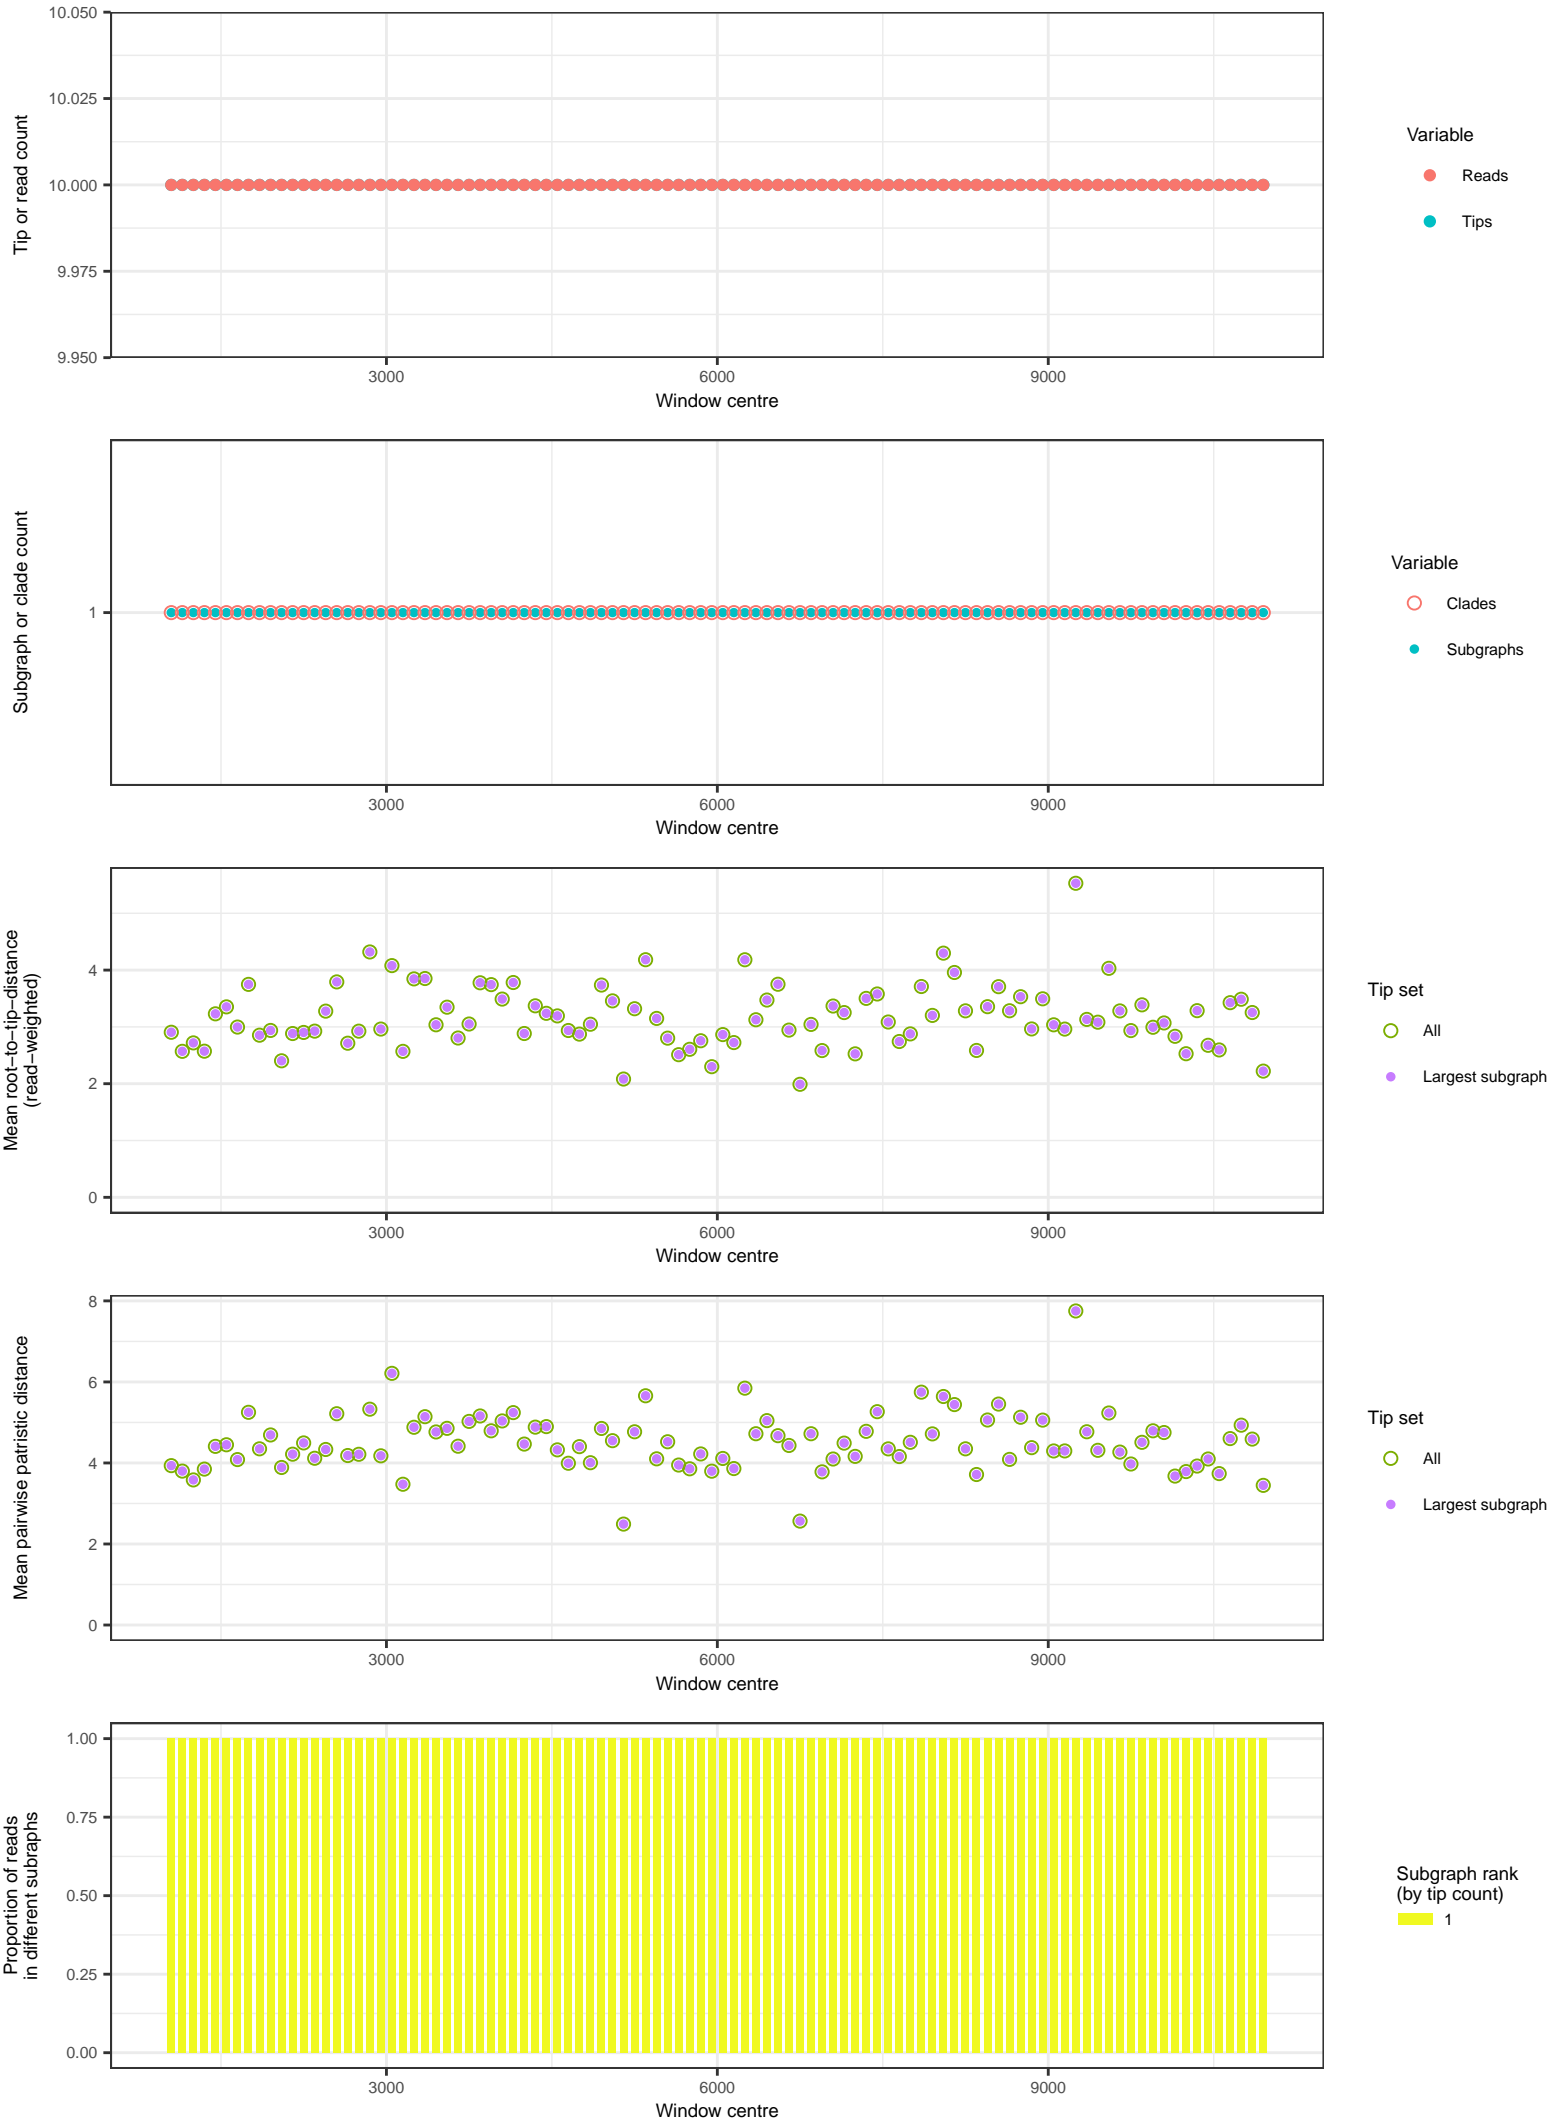 10.050
10.025
10.000
9.975
9.950
Tip or read count
3000
6000
9000
Window centre
Variable
Reads
Tips
1
Subgraph or clade count
3000
6000
9000
Window centre
Variable
Clades
Subgraphs
4
2
0
Mean root−to−tip−distance
(read−weighted)
3000
6000
9000
Window centre
Tip set
All
Largest subgraph
8
6
4
2
0
Mean pairwise patristic distance
3000
6000
9000
Window centre
Tip set
All
Largest subgraph
1.00
0.75
0.50
0.25
0.00
Proportion of reads
in different subraphs
3000
6000
9000
Window centre
Subgraph rank
(by tip count)
1